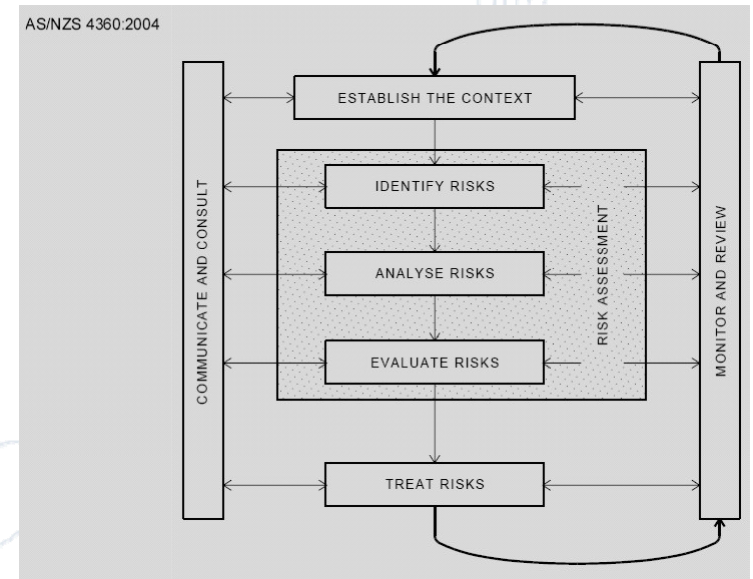 AS/NZS 4360:2004
ESTABLISH THE CONTEXT
IDENTIFY RISKS
ANALYSE RISKS
EVALUATE RISKS
TREAT RISKS
COMMUNICATE AND CONSULT
RISK ASSESSMENT
MONITOR AND REVIEW